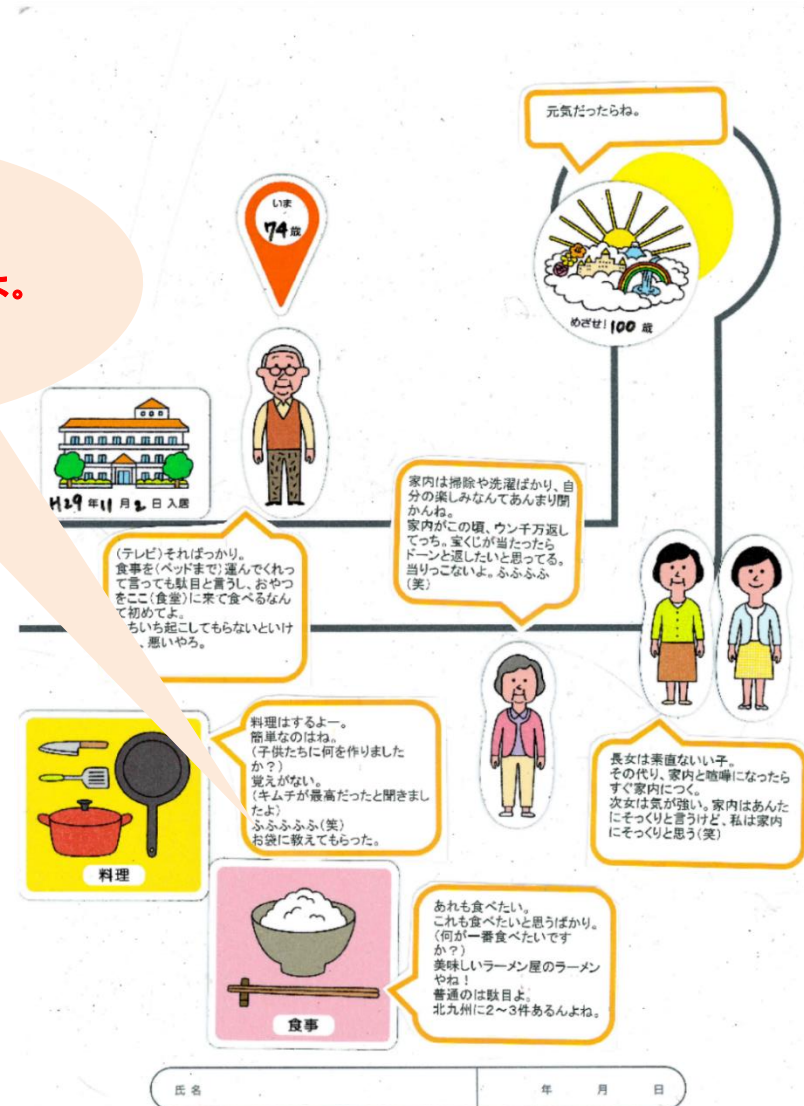 元気だったらね。
いま
74歳
めざせ!100歳
よ。
H29年11月2日入居
家内は掃除や洗濯ばかり、自
分の楽しみなんてあんまり聞
かんね。
家内がこの頃、ウン千万返し
てっち。宝くじが当たったら
ドーンと返したいと思ってる。
当りっこないよ。ふふふふ
(笑)
(テレビ)そればっかり。
食事を(ベッドまで)運んでくれっ
て言っても駄目と言うし、おやつ
をここ(食堂)に来て食べるなん
て初めてよ。
ちいち起こしてもらないといけ
、悪いやろ。
料理はするよー。
簡単なのはね。
(子供たちに何を作りました
か?)
覚えがない。
(キムチが最高だったと聞きまし
たよ)
ふふふふふ(笑)
お袋に教えてもらった。
料理
長女は素直ないい子。
その代り、家内と喧嘩になったら
すぐ家内につく。
次女は気が強い。家内はあんた
にそっくりと言うけど、私は家内
にそっくりと思う(笑)
あれも食べたい。
これも食べたいと思うばかり。
(何が一番食べたいです
か?)
美味しいラーメン屋のラーメン
やね!
普通のは駄目よ。
北九州に2~3件あるんよね。
食事
氏名 年 月 日